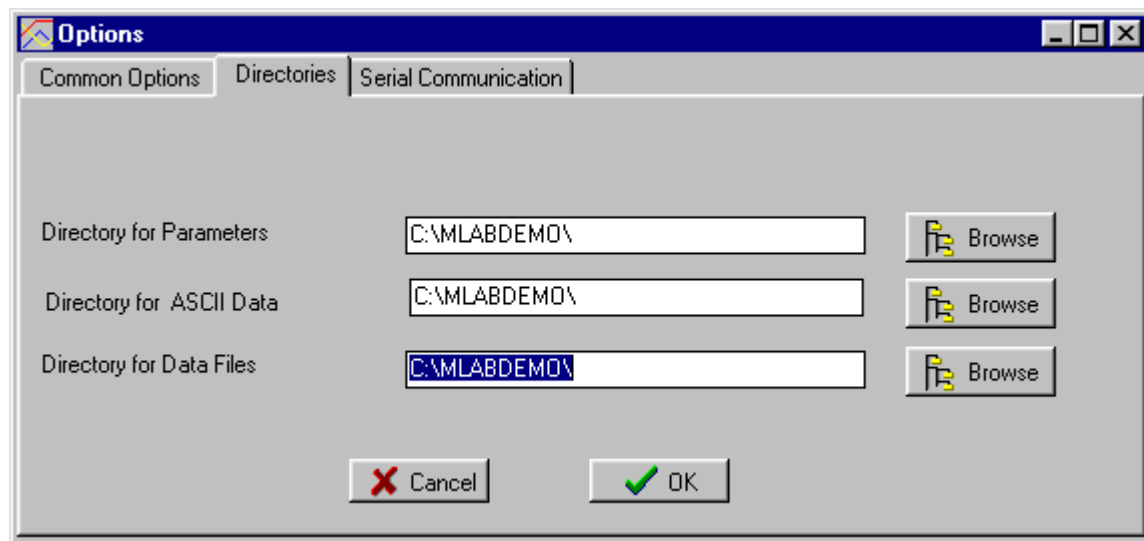 Options
Common Options Directories Serial Communication
Directory for Parameters C:\MLABDEMO\ Browse
Directory for ASCII Data C:\MLABDEMO\ Browse
Directory for Data Files C:\MLABDEMO\ Browse
Cancel OK